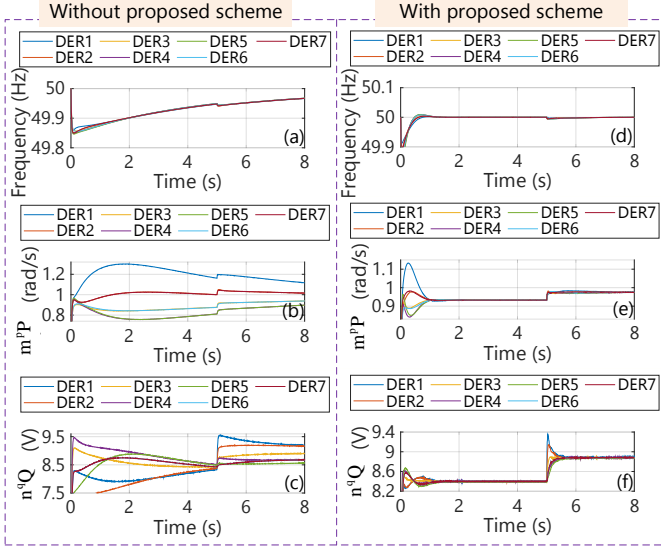 Without proposed scheme
With proposed scheme
DER1 DER3 DER5 DER7
DER2 DER4 DER6
Frequency (Hz)
50
49.9
49.8
(a)
0 2 4 6 8
Time (s)
DER1 DER3 DER5 DER7
DER2 DER4 DER6
Frequency (Hz)
50.1
50
49.9
(d)
0 2 4 6 8
Time (s)
DER1 DER3 DER5 DER7
DER2 DER4 DER6
mᵖP (rad/s)
1.2
1
0.8
(b)
0 2 4 6 8
Time (s)
DER1 DER3 DER5 DER7
DER2 DER4 DER6
mᵖP (rad/s)
1.1
1
0.9
(e)
0 2 4 6 8
Time (s)
DER1 DER3 DER5 DER7
DER2 DER4 DER6
n^qQ (V)
9.5
8.5
7.5
(c)
0 2 4 6 8
Time (s)
DER1 DER3 DER5 DER7
DER2 DER4 DER6
n^qQ (V)
9.4
9
8.6
8.2
(f)
0 2 4 6 8
Time (s)